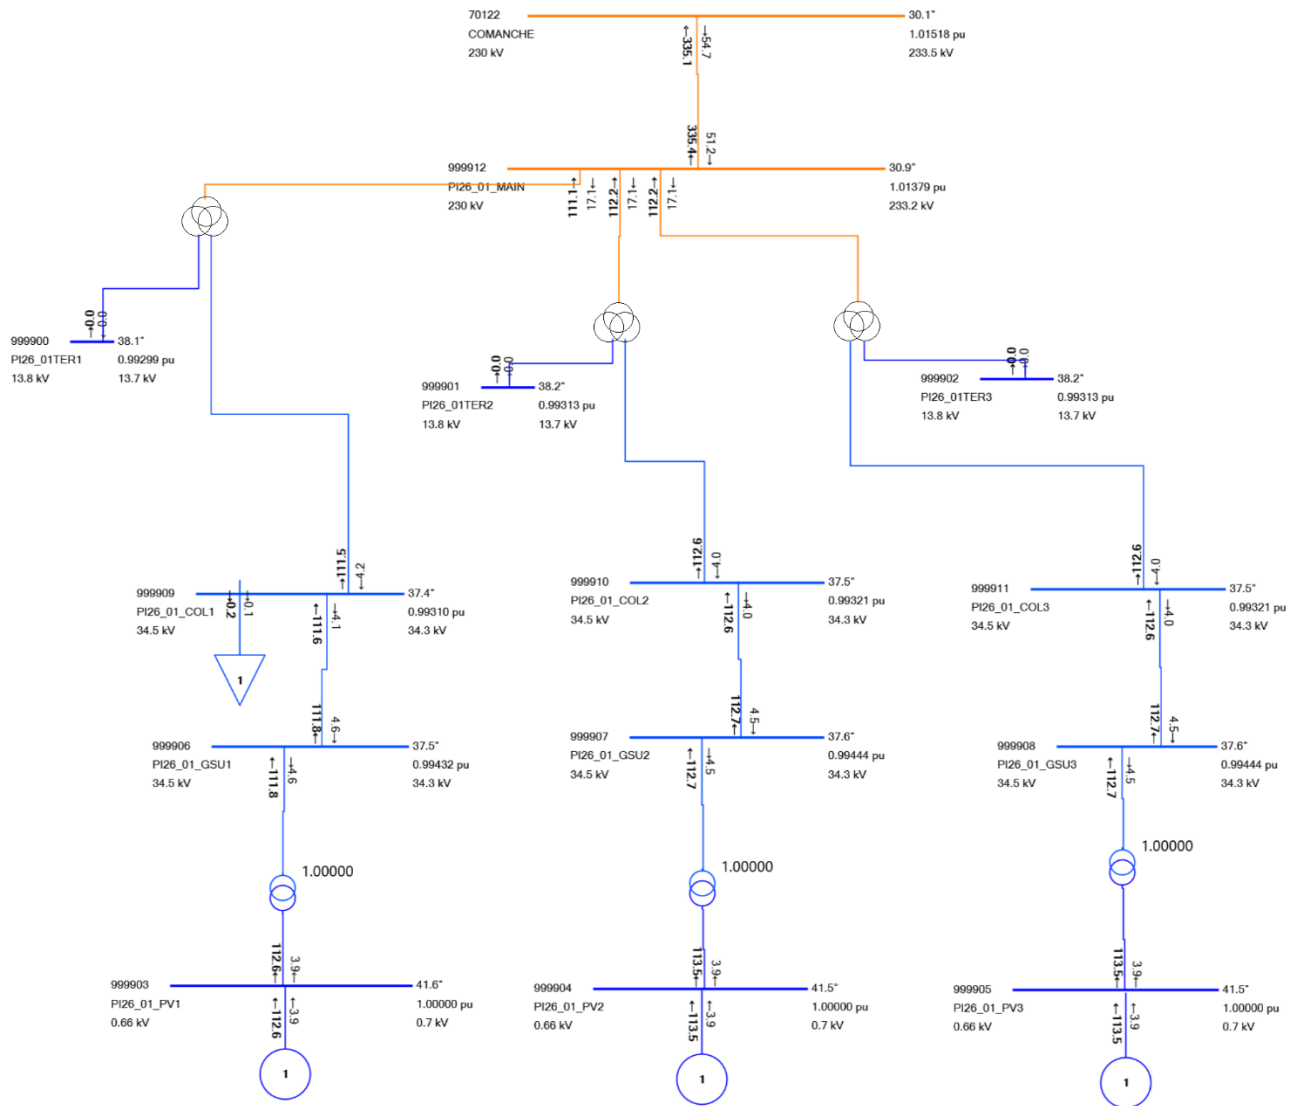 70122
COMANCHE
230 kV
30.1°
1.01518 pu
233.5 kV
←335.1
→54.7
335.4→
51.2→
999912
PI26_01_MAIN
230 kV
30.9°
1.01379 pu
233.2 kV
111.1→
17.1←
112.2→
17.1←
112.2→
17.1←
999900
PI26_01TER1
13.8 kV
0.0
0.0
38.1°
0.99299 pu
13.7 kV
999901
PI26_01TER2
13.8 kV
0.0
0.0
38.2°
0.99313 pu
13.7 kV
999902
PI26_01TER3
13.8 kV
0.0
0.0
38.2°
0.99313 pu
13.7 kV
999909
PI26_01_COL1
34.5 kV
→0.2
→0.1
111.5
4.2
←111.6
→4.1
37.4°
0.99310 pu
34.3 kV
1
999910
PI26_01_COL2
34.5 kV
112.6
4.0
←112.6
→4.0
37.5°
0.99321 pu
34.3 kV
999911
PI26_01_COL3
34.5 kV
112.6
4.0
←112.6
→4.0
37.5°
0.99321 pu
34.3 kV
999906
PI26_01_GSU1
34.5 kV
111.8→
4.6→
←111.8
→4.6
37.5°
0.99432 pu
34.3 kV
999907
PI26_01_GSU2
34.5 kV
112.7→
4.5→
←112.7
→4.5
37.6°
0.99444 pu
34.3 kV
999908
PI26_01_GSU3
34.5 kV
112.7→
4.5→
←112.7
→4.5
37.6°
0.99444 pu
34.3 kV
1.00000
1.00000
1.00000
999903
PI26_01_PV1
0.66 kV
112.6
3.9←
←112.6
←3.9
41.6°
1.00000 pu
0.7 kV
1
999904
PI26_01_PV2
0.66 kV
113.5
3.9←
←113.5
←3.9
41.5°
1.00000 pu
0.7 kV
1
999905
PI26_01_PV3
0.66 kV
113.5
3.9←
←113.5
←3.9
41.5°
1.00000 pu
0.7 kV
1